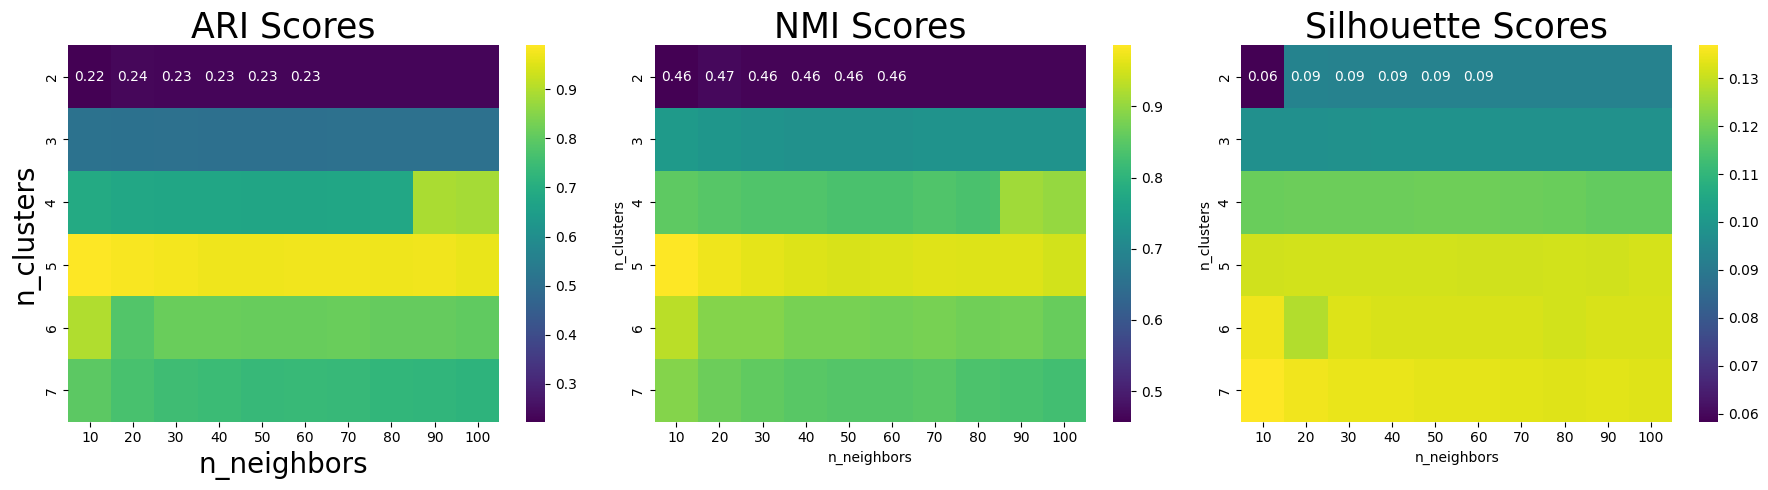 ARI Scores
NMI Scores
Silhouette Scores
n_clusters
2
3
4
5
6
7
0.22 0.24 0.23 0.23 0.23 0.23
10 20 30 40 50 60 70 80 90 100
n_neighbors
0.9
0.8
0.7
0.6
0.5
0.4
0.3
n_clusters
2
3
4
5
6
7
0.46 0.47 0.46 0.46 0.46 0.46
10 20 30 40 50 60 70 80 90 100
n_neighbors
0.9
0.8
0.7
0.6
0.5
n_clusters
2
3
4
5
6
7
0.06 0.09 0.09 0.09 0.09 0.09
10 20 30 40 50 60 70 80 90 100
n_neighbors
0.13
0.12
0.11
0.10
0.09
0.08
0.07
0.06